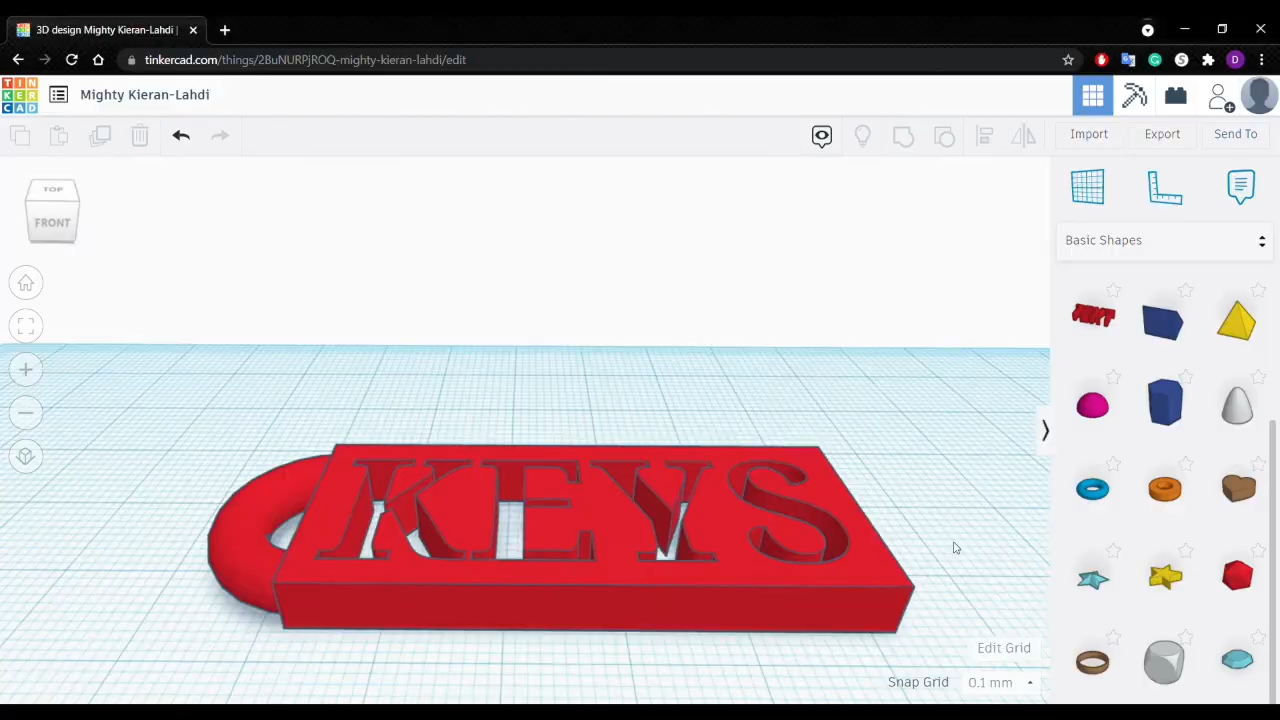 3D design Mighty Kieran-Lahdi |
tinkercad.com/things/2BuNURPjROQ-mighty-kieran-lahdi/edit
D
TIN
KER
CAD
Mighty Kieran-Lahdi
Import
Export
Send To
TOP
FRONT
Basic Shapes
TEXT
KEYS
Edit Grid
Snap Grid
0.1 mm